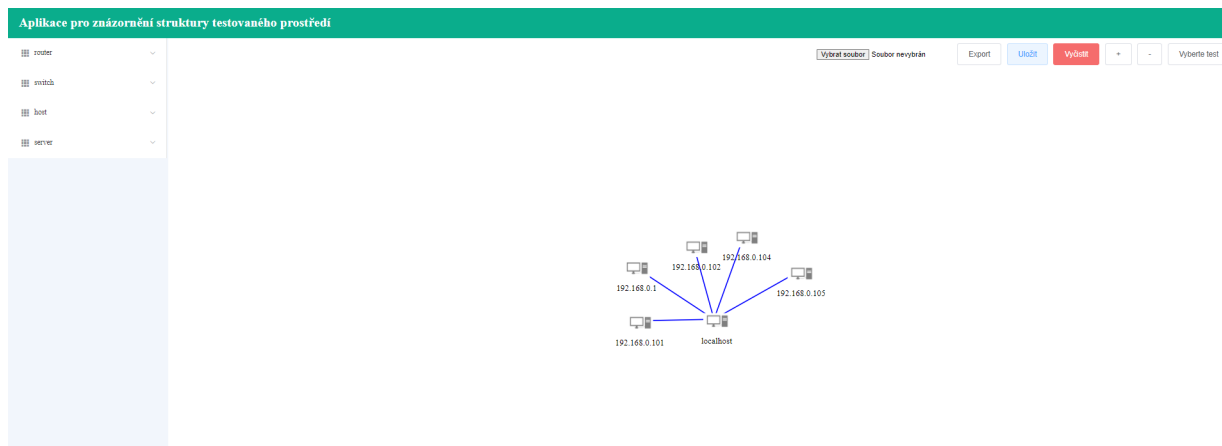 Aplikace pro znázornění struktury testovaného prostředí
router
Vybrat soubor Soubor nevybrán Export Uložit Vyčistit + - Vyberte test
switch
host
server
192.168.0.104
192.168.0.102
192.168.0.1
192.168.0.105
192.168.0.101
localhost